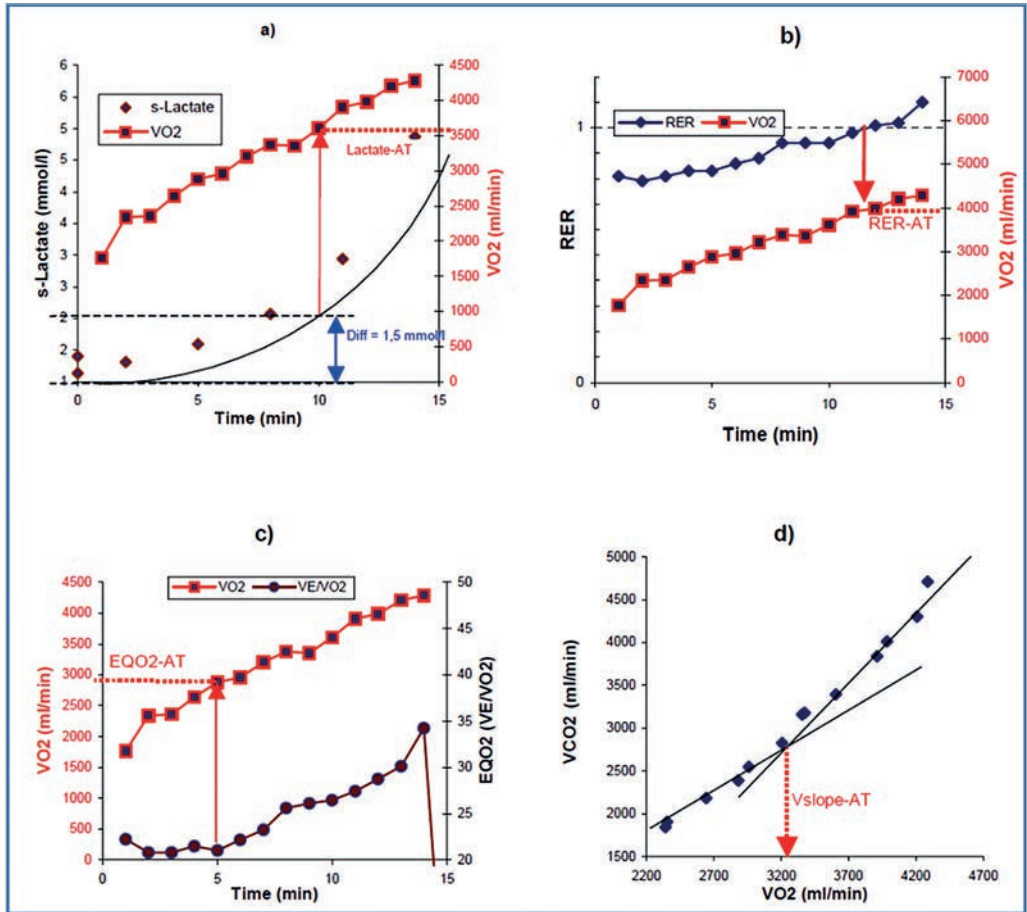 a)
s-Lactate (mmol/l)
6
6
5
5
4
4
3
3
2
2
1
s-Lactate
VO2
Lactate-AT
Diff = 1,5 mmol/l
4500
4000
3500
3000
2500
2000
1500
1000
500
0
VO2 (ml/min)
0 5 10 15
Time (min)
b)
RER
1
0
RER VO2
RER-AT
7000
6000
5000
4000
3000
2000
1000
0
VO2 (ml/min)
0 5 10 15
Time (min)
c)
VO2 (ml/min)
4500
4000
3500
3000
2500
2000
1500
1000
500
0
VO2 VE/VO2
EQO2-AT
50
45
40
35
30
25
20
EQO2 (VE/VO2)
0 5 10 15
Time (min)
d)
VCO2 (ml/min)
5000
4500
4000
3500
3000
2500
2000
1500
Vslope-AT
2200 2700 3200 3700 4200 4700
VO2 (ml/min)